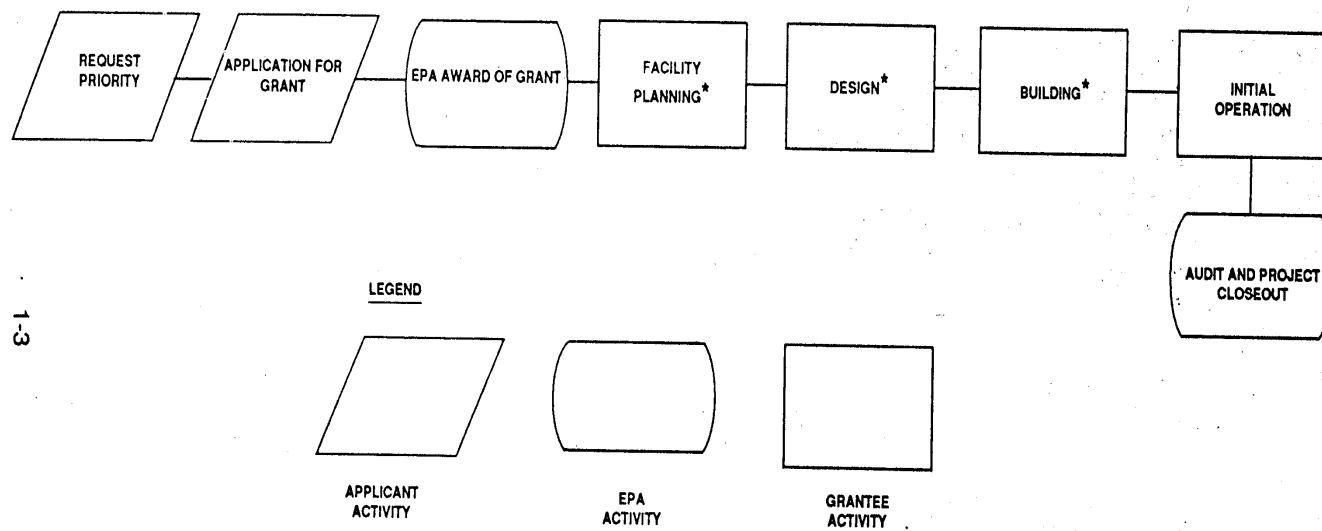 REQUEST
PRIORITY
APPLICATION FOR
GRANT
EPA AWARD OF GRANT
FACILITY
PLANNING*
DESIGN*
BUILDING*
INITIAL
OPERATION
AUDIT AND PROJECT
CLOSEOUT
LEGEND
APPLICANT
ACTIVITY
EPA
ACTIVITY
GRANTEE
ACTIVITY
1-3